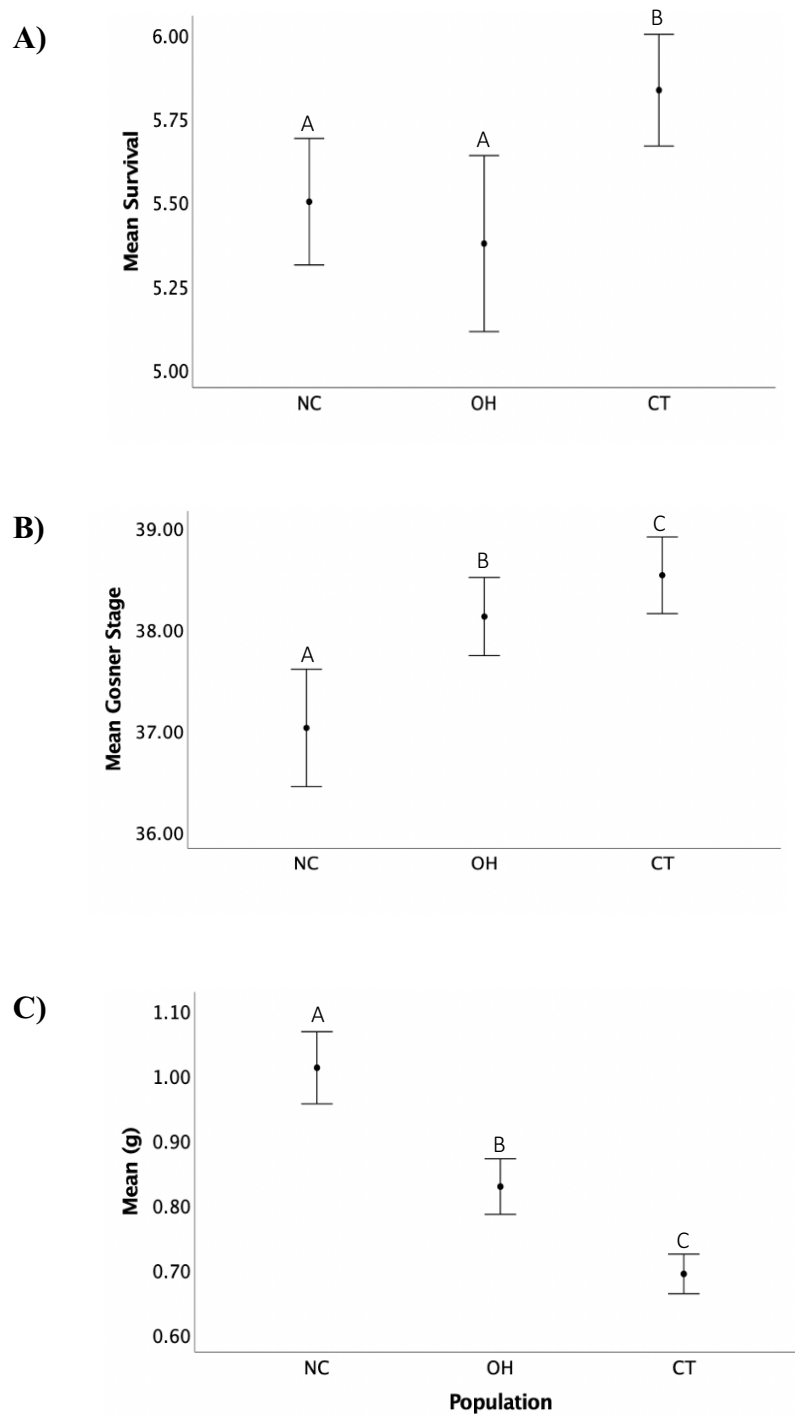 A)
Mean Survival
6.00
5.75
5.50
5.25
5.00
A
A
B
NC OH CT
B)
Mean Gosner Stage
39.00
38.00
37.00
36.00
A
B
C
NC OH CT
C)
Mean (g)
1.10
1.00
0.90
0.80
0.70
0.60
A
B
C
NC OH CT
Population